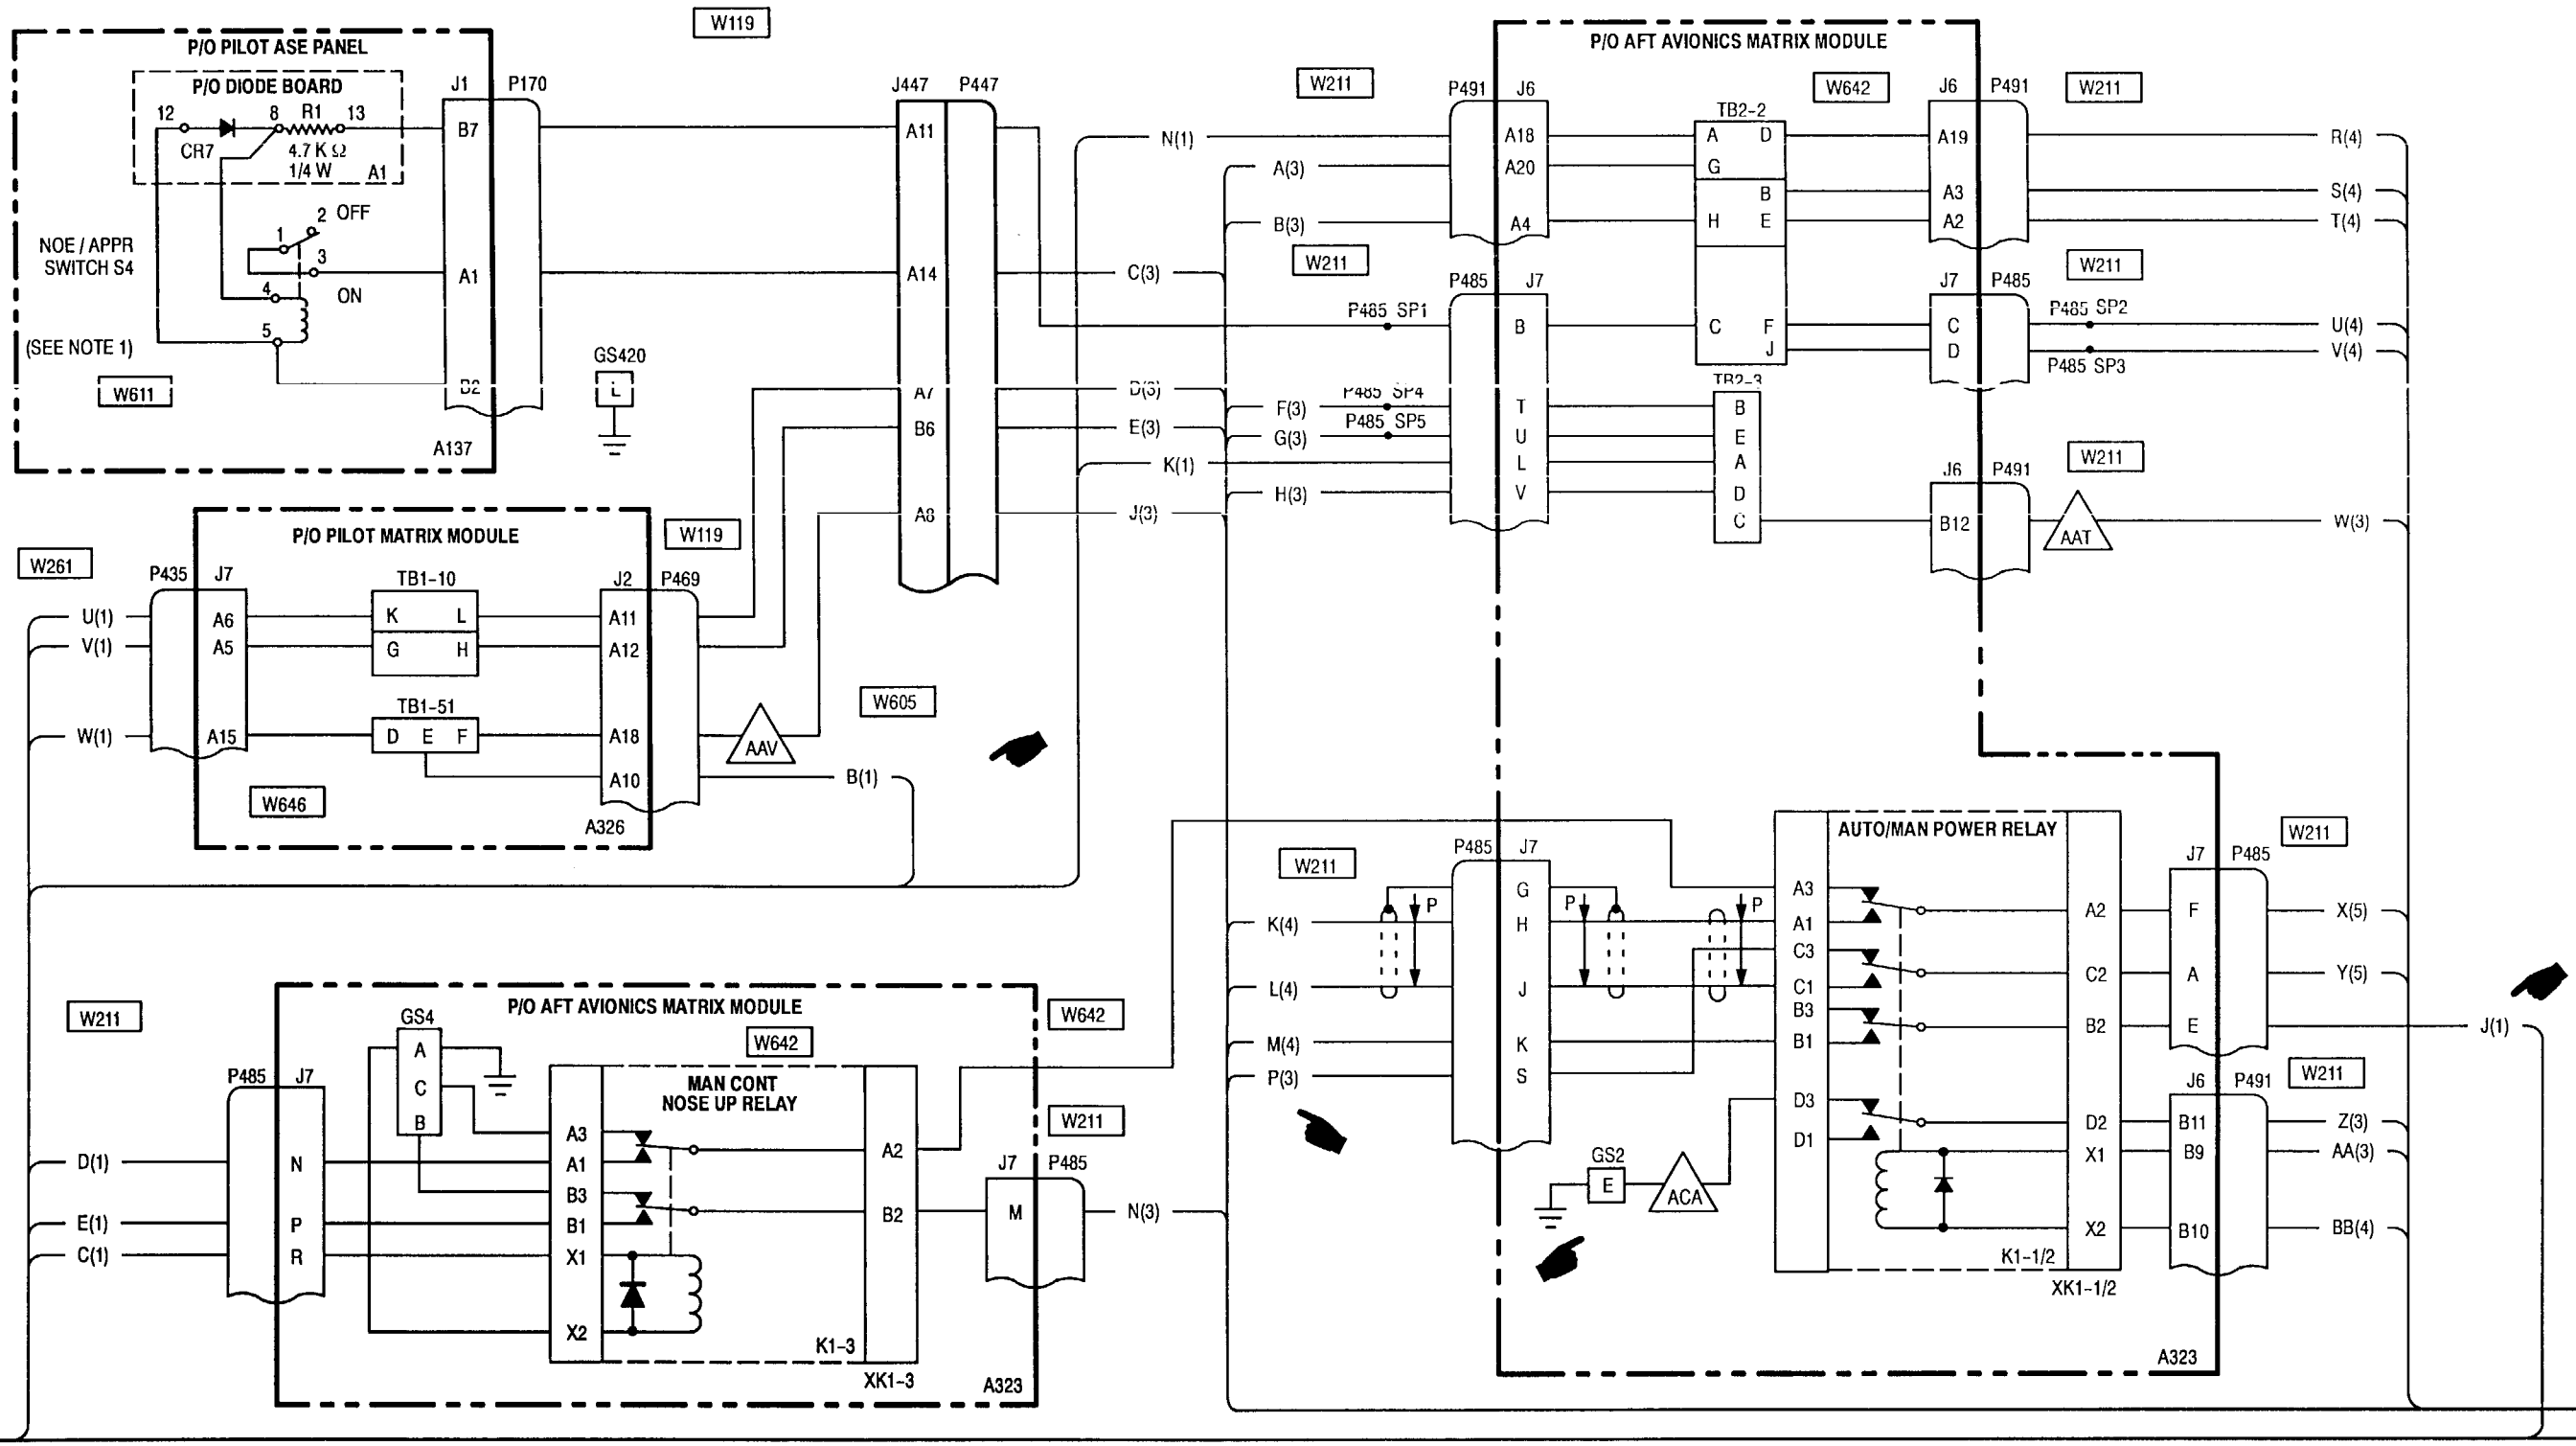 W119
P/O PILOT ASE PANEL
P/O DIODE BOARD
12 8 R1 13
CR7 4.7 K Ω
1/4 W A1
J1 P170
B7
A1
B2
2 OFF
1
3
ON
4
5
NOE / APPR
SWITCH S4
(SEE NOTE 1)
W611
A137
GS420
L
J447 P447
A11
A14
A7
B6
A8
C(3)
D(3)
E(3)
J(3)
P/O PILOT MATRIX MODULE
W119
W261
P435 J7
TB1-10
J2 P469
U(1) A6 K L A11
V(1) A5 G H A12
TB1-51
W(1) A15 D E F A18
AAV
A10
B(1)
W605
W646
A326
P/O AFT AVIONICS MATRIX MODULE
W211
W642
W211
P491 J6
TB2-2
J6 P491
N(1) A18 A D A19 R(4)
A(3) A20 G
B A3 S(4)
B(3) A4 H E A2 T(4)
W211
W211
P485 J7
J7 P485
P485 SP1 B C F C P485 SP2 U(4)
J D P485 SP3 V(4)
TB2-3
F(3) P485 SP4 T B
G(3) P485 SP5 U E
K(1) L A
H(3) V D
C
W211
J6 P491
B12 AAT W(3)
W211
P485 J7
G
K(4) P H P P
L(4) J
M(4) K
P(3) S
AUTO/MAN POWER RELAY
A3
A1
C3
C1
B3
B1
D3
D1
A2
C2
B2
D2
X1
X2
K1-1/2
XK1-1/2
GS2
E
ACA
W211
J7 P485
F X(5)
A Y(5)
E J(1)
W211
J6 P491
B11 Z(3)
B9 AA(3)
B10 BB(4)
A323
P/O AFT AVIONICS MATRIX MODULE
W211
W642
GS4
W642
A
C
B
P485 J7
D(1) N
E(1) P
C(1) R
MAN CONT
NOSE UP RELAY
A3
A1
B3
B1
X1
X2
A2
B2
K1-3
XK1-3
W211
J7 P485
M N(3)
A323